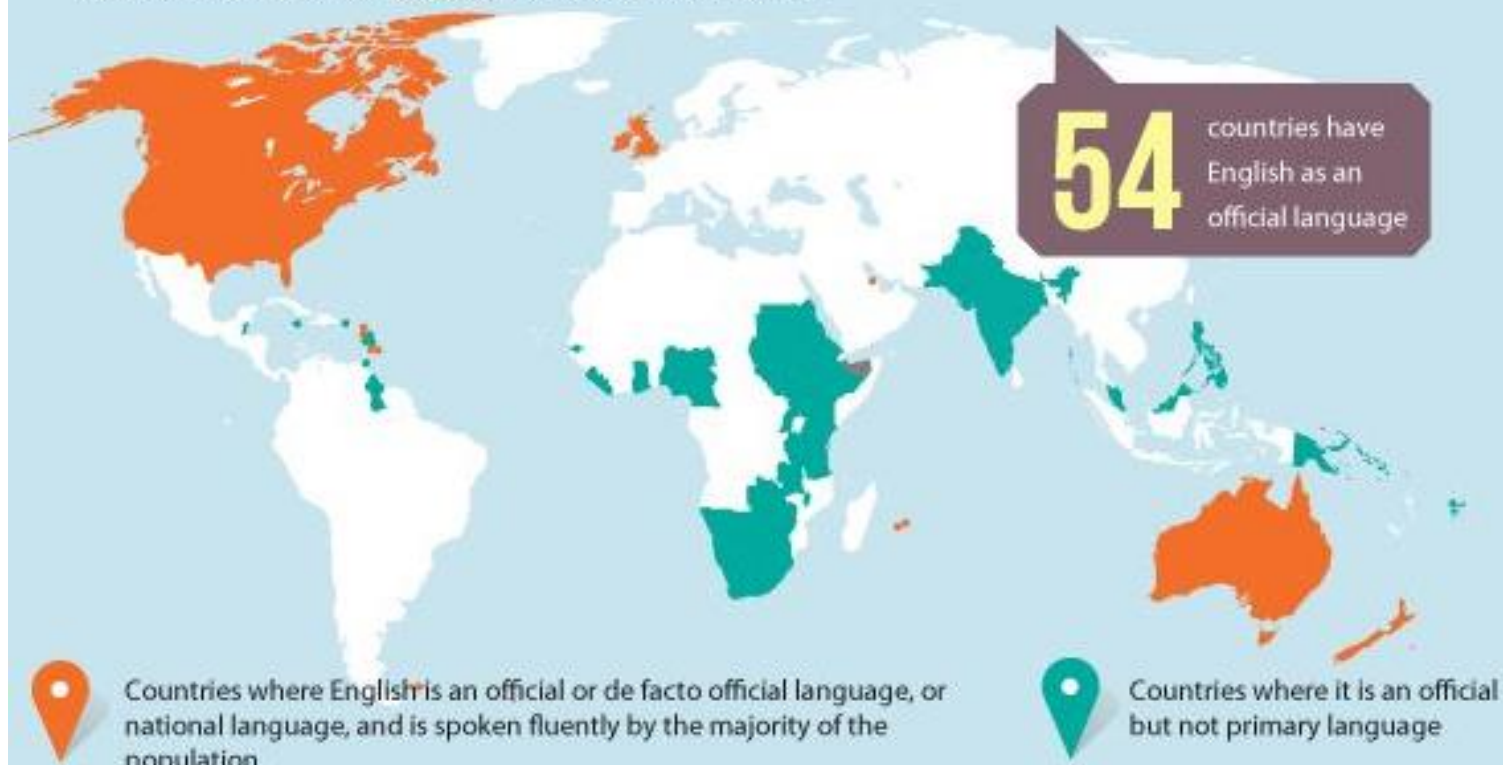 54
countries have
English as an
official language
Countries where English is an official or de facto official language, or
national language, and is spoken fluently by the majority of the
population
Countries where it is an official
but not primary language